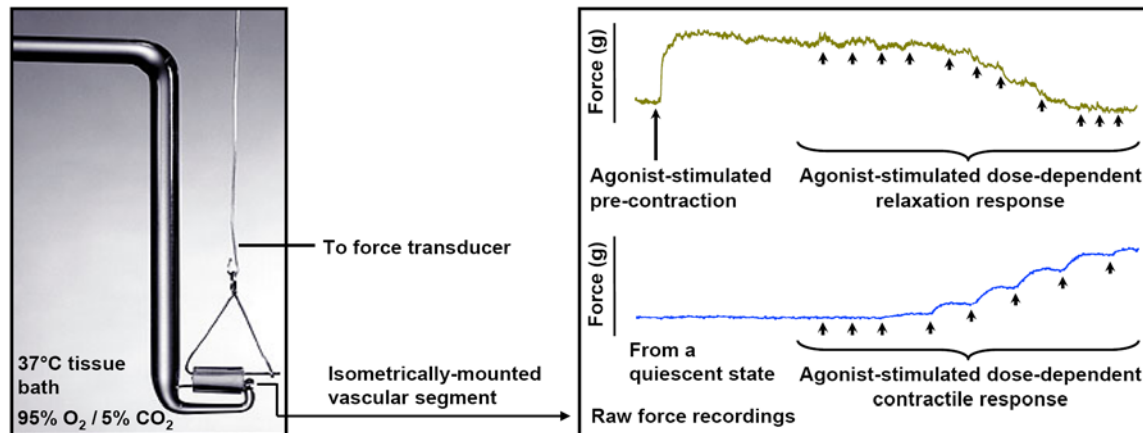 To force transducer
37°C tissue
bath
95% O₂ / 5% CO₂
Isometrically-mounted
vascular segment
Force (g)
Agonist-stimulated
pre-contraction
Agonist-stimulated dose-dependent
relaxation response
Force (g)
From a
quiescent state
Agonist-stimulated dose-dependent
contractile response
Raw force recordings